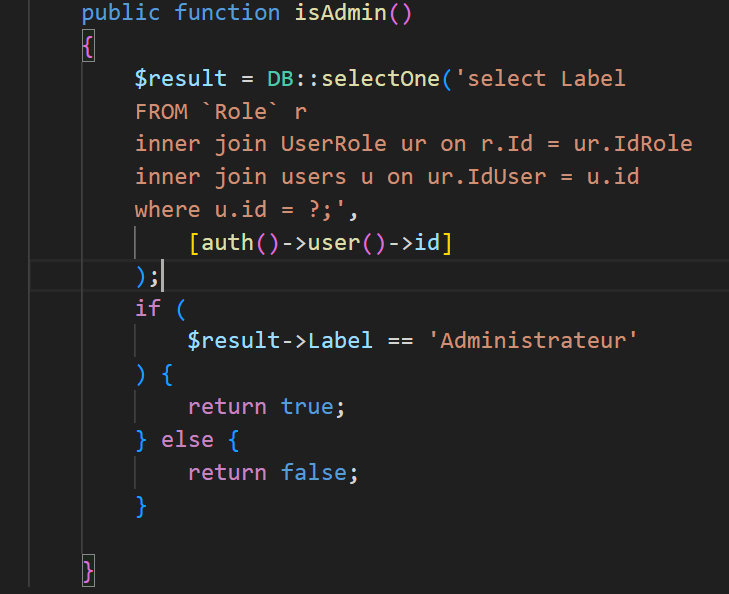 public function isAdmin()
{
$result = DB::selectOne('select Label
FROM `Role` r
inner join UserRole ur on r.Id = ur.IdRole
inner join users u on ur.IdUser = u.id
where u.id = ?;',
[auth()->user()->id]
);
if (
$result->Label == 'Administrateur'
) {
return true;
} else {
return false;
}
}